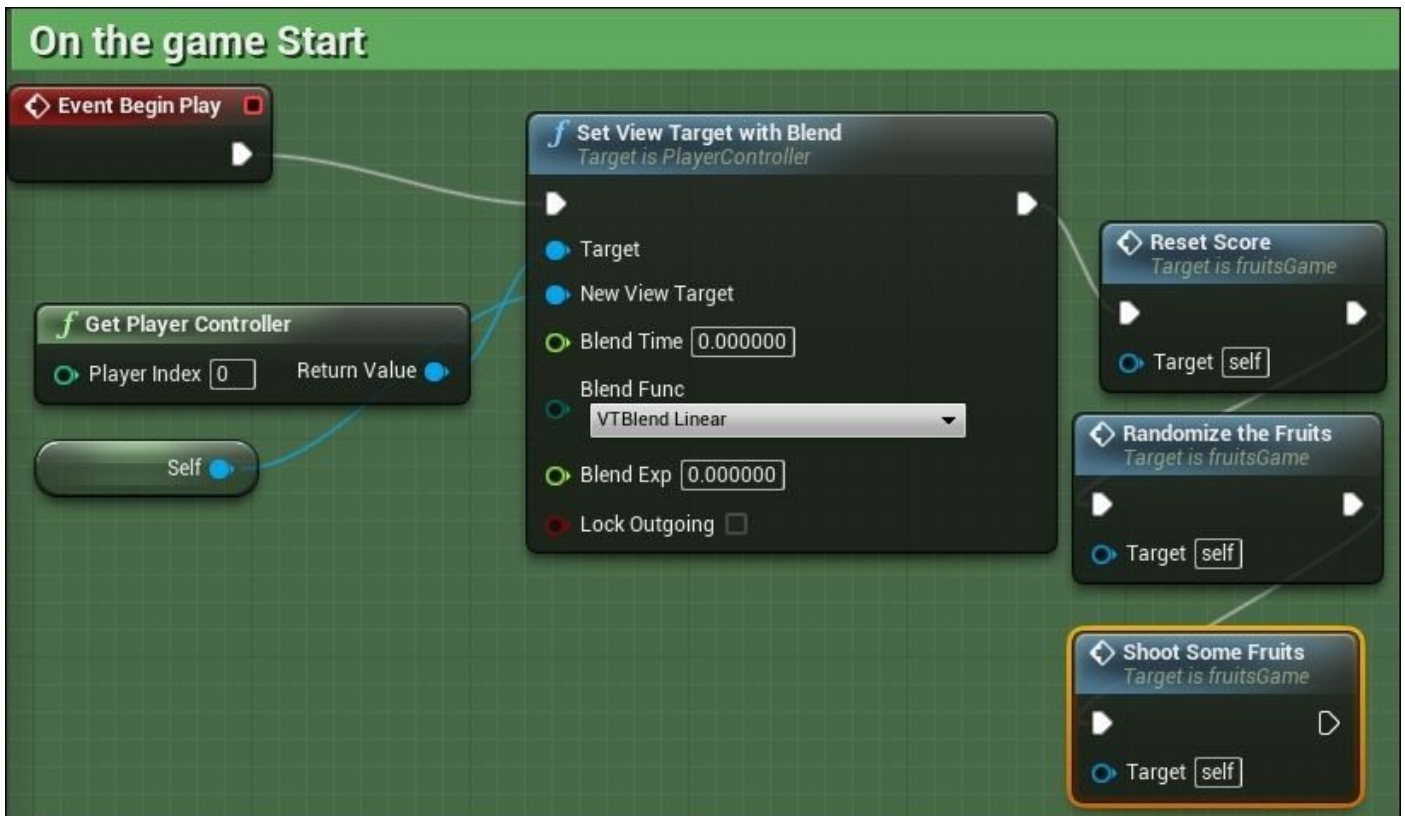 On the game Start
Event Begin Play
Set View Target with Blend
Target is PlayerController
Target
New View Target
Blend Time 0.000000
Blend Func
VTBlend Linear
Blend Exp 0.000000
Lock Outgoing
Get Player Controller
Player Index 0 Return Value
Self
Reset Score
Target is fruitsGame
Target self
Randomize the Fruits
Target is fruitsGame
Target self
Shoot Some Fruits
Target is fruitsGame
Target self